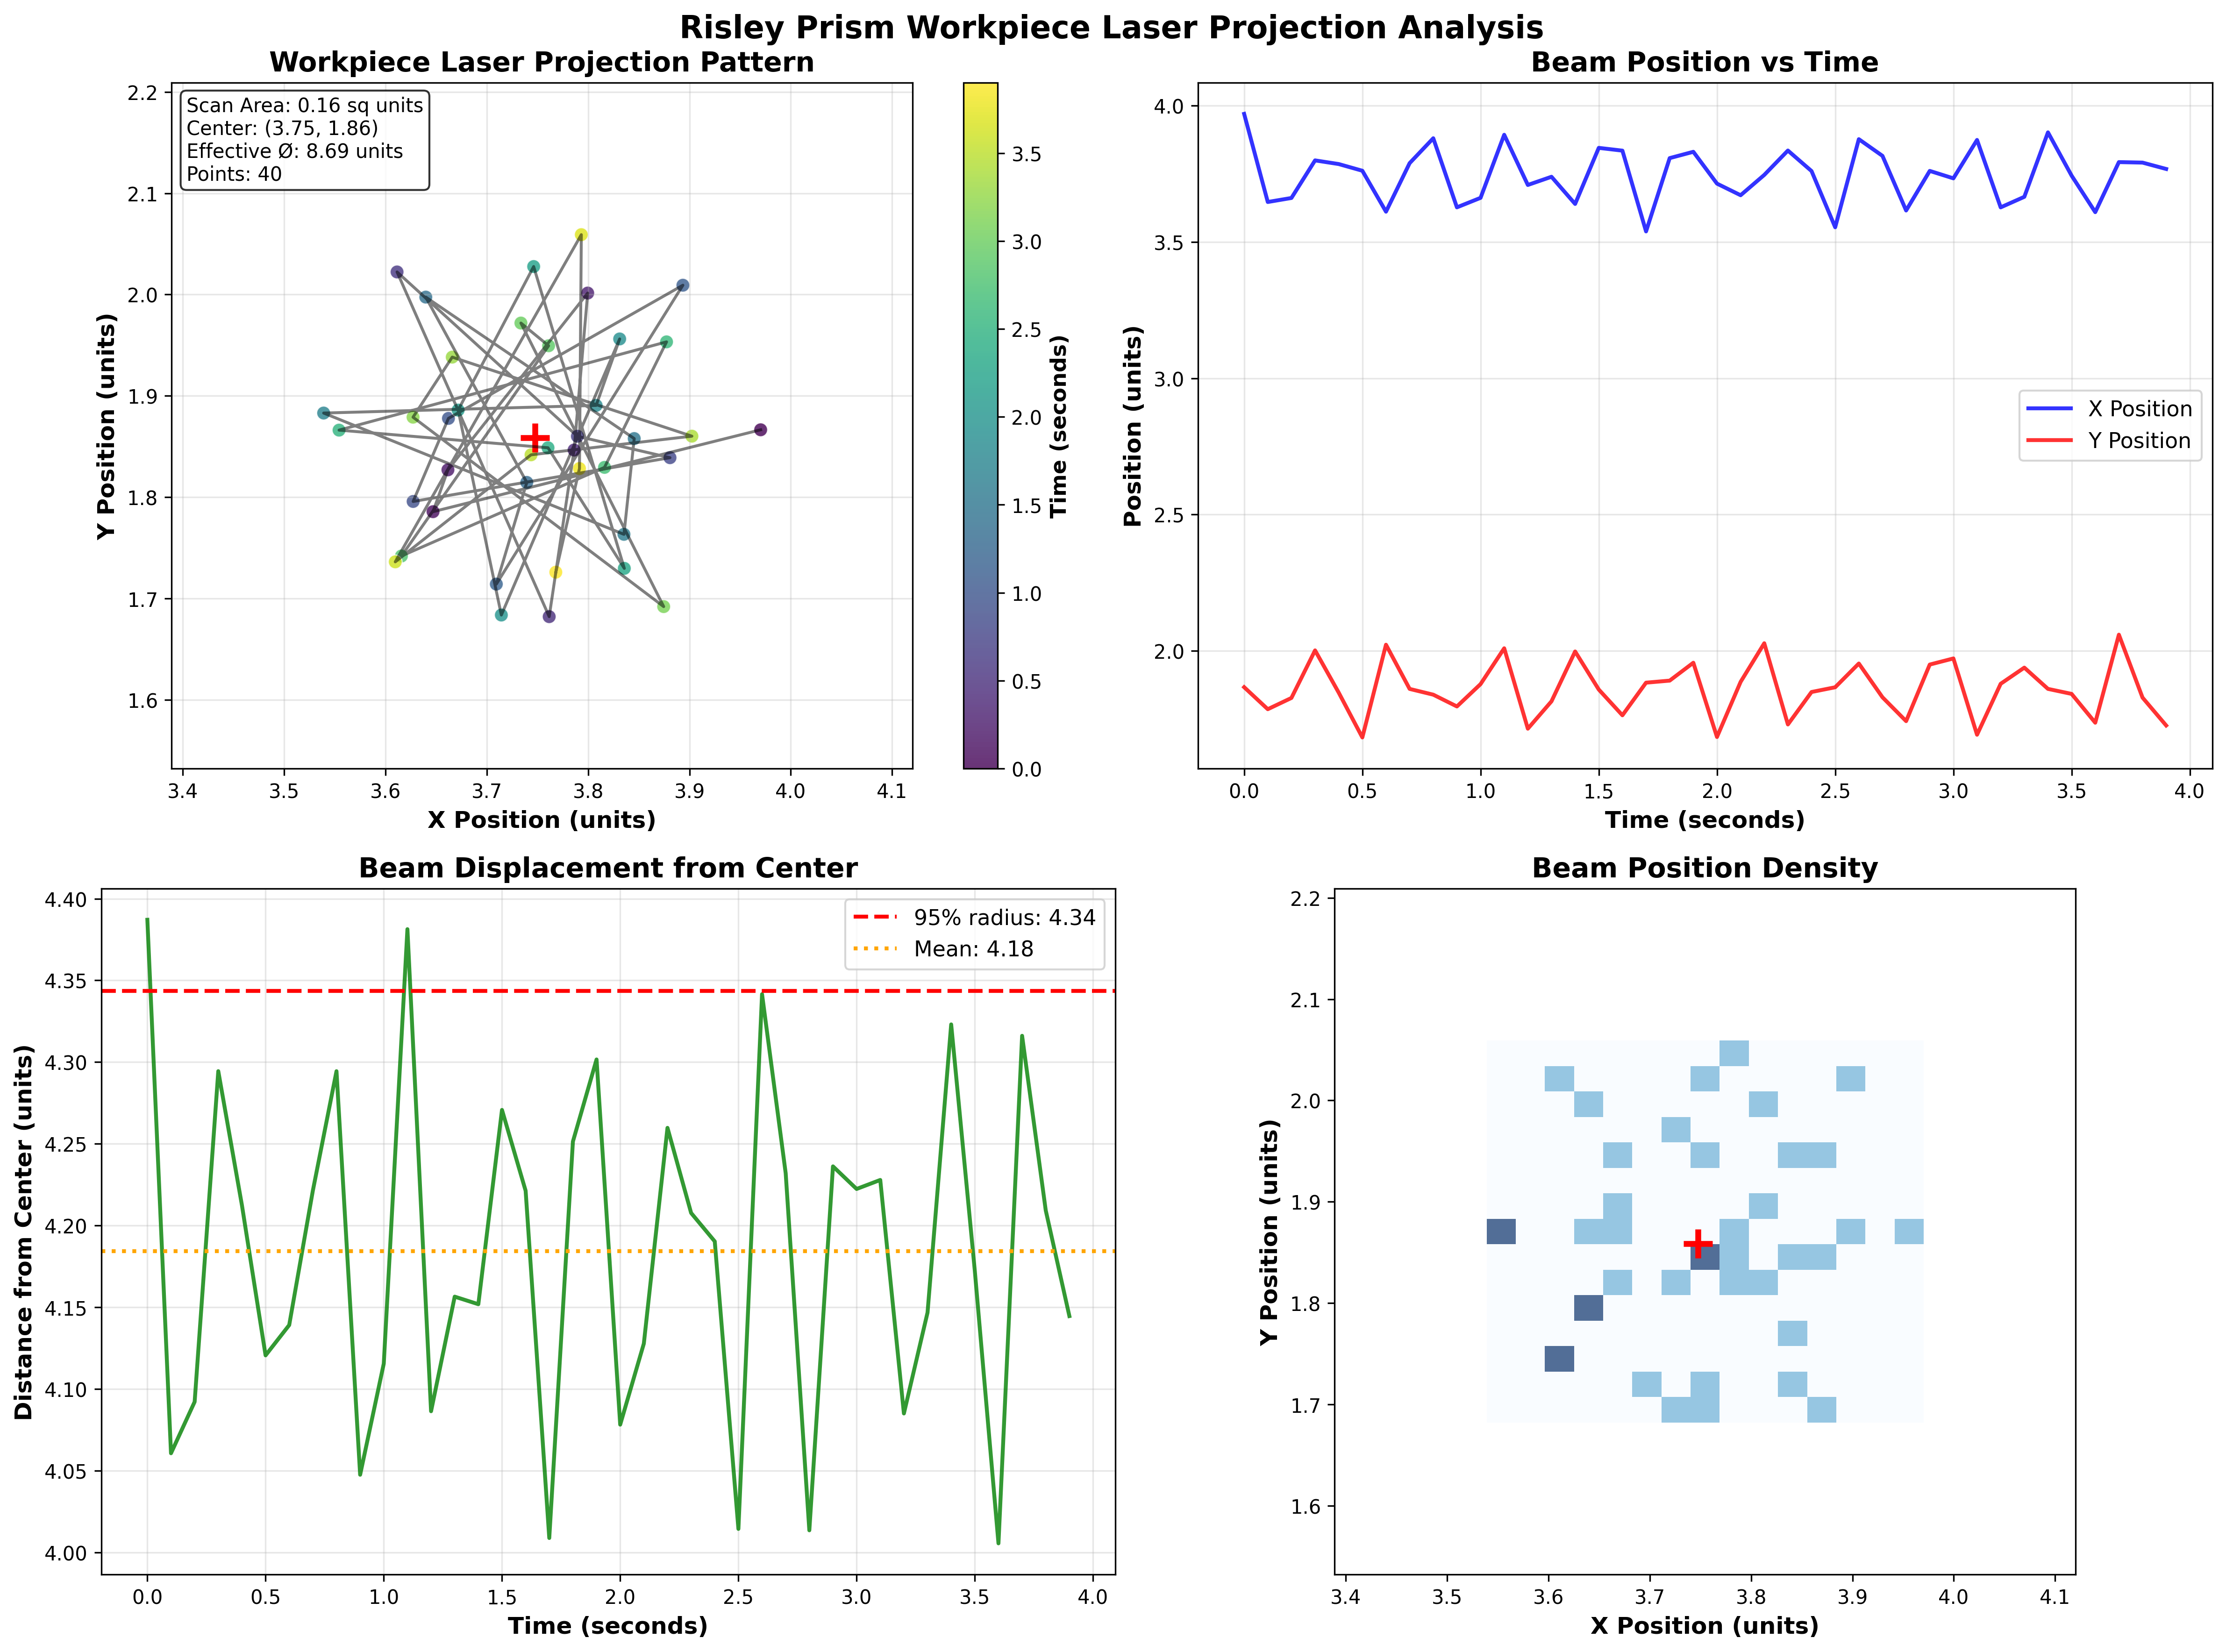 Risley Prism Workpiece Laser Projection Analysis
Workpiece Laser Projection Pattern
Scan Area: 0.16 sq units
Center: (3.75, 1.86)
Effective Ø: 8.69 units
Points: 40
Y Position (units)
2.2
2.1
2.0
1.9
1.8
1.7
1.6
3.4 3.5 3.6 3.7 3.8 3.9 4.0 4.1
X Position (units)
3.5
3.0
2.5
2.0
1.5
1.0
0.5
0.0
Time (seconds)
Beam Position vs Time
Position (units)
4.0
3.5
3.0
2.5
2.0
X Position
Y Position
0.0 0.5 1.0 1.5 2.0 2.5 3.0 3.5 4.0
Time (seconds)
Beam Displacement from Center
Distance from Center (units)
4.40
4.35
4.30
4.25
4.20
4.15
4.10
4.05
4.00
95% radius: 4.34
Mean: 4.18
0.0 0.5 1.0 1.5 2.0 2.5 3.0 3.5 4.0
Time (seconds)
Beam Position Density
Y Position (units)
2.2
2.1
2.0
1.9
1.8
1.7
1.6
3.4 3.5 3.6 3.7 3.8 3.9 4.0 4.1
X Position (units)